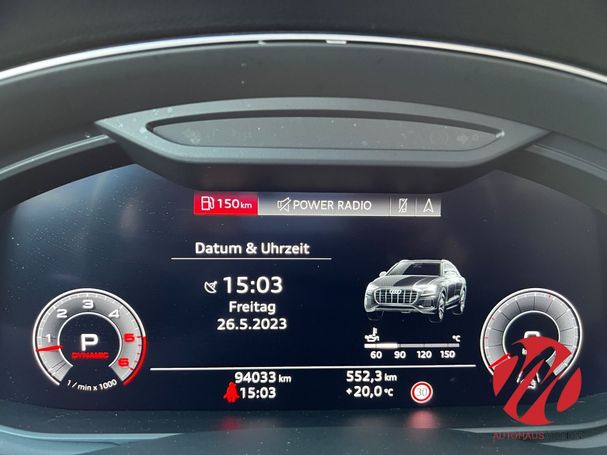 150 km POWER RADIO
Datum & Uhrzeit
15:03
Freitag
26.5.2023
1 2 3 4 5 6
P
DYNAMIC
1 / min x 1000
°C
60 90 120 150
94033 km 552,3 km
15:03 +20,0 °C
30
AUTOHAUS